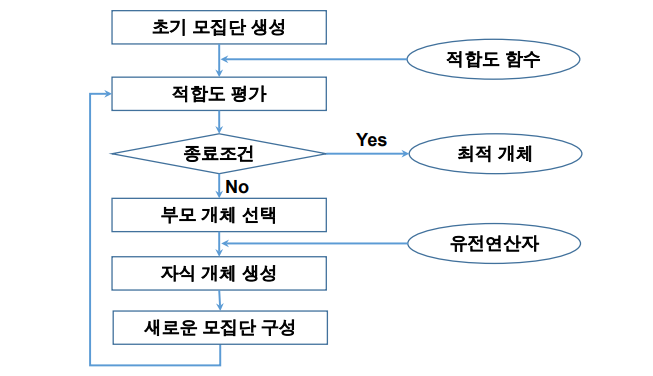 초기 모집단 생성
적합도 함수
적합도 평가
종료조건
Yes
최적 개체
No
부모 개체 선택
유전연산자
자식 개체 생성
새로운 모집단 구성